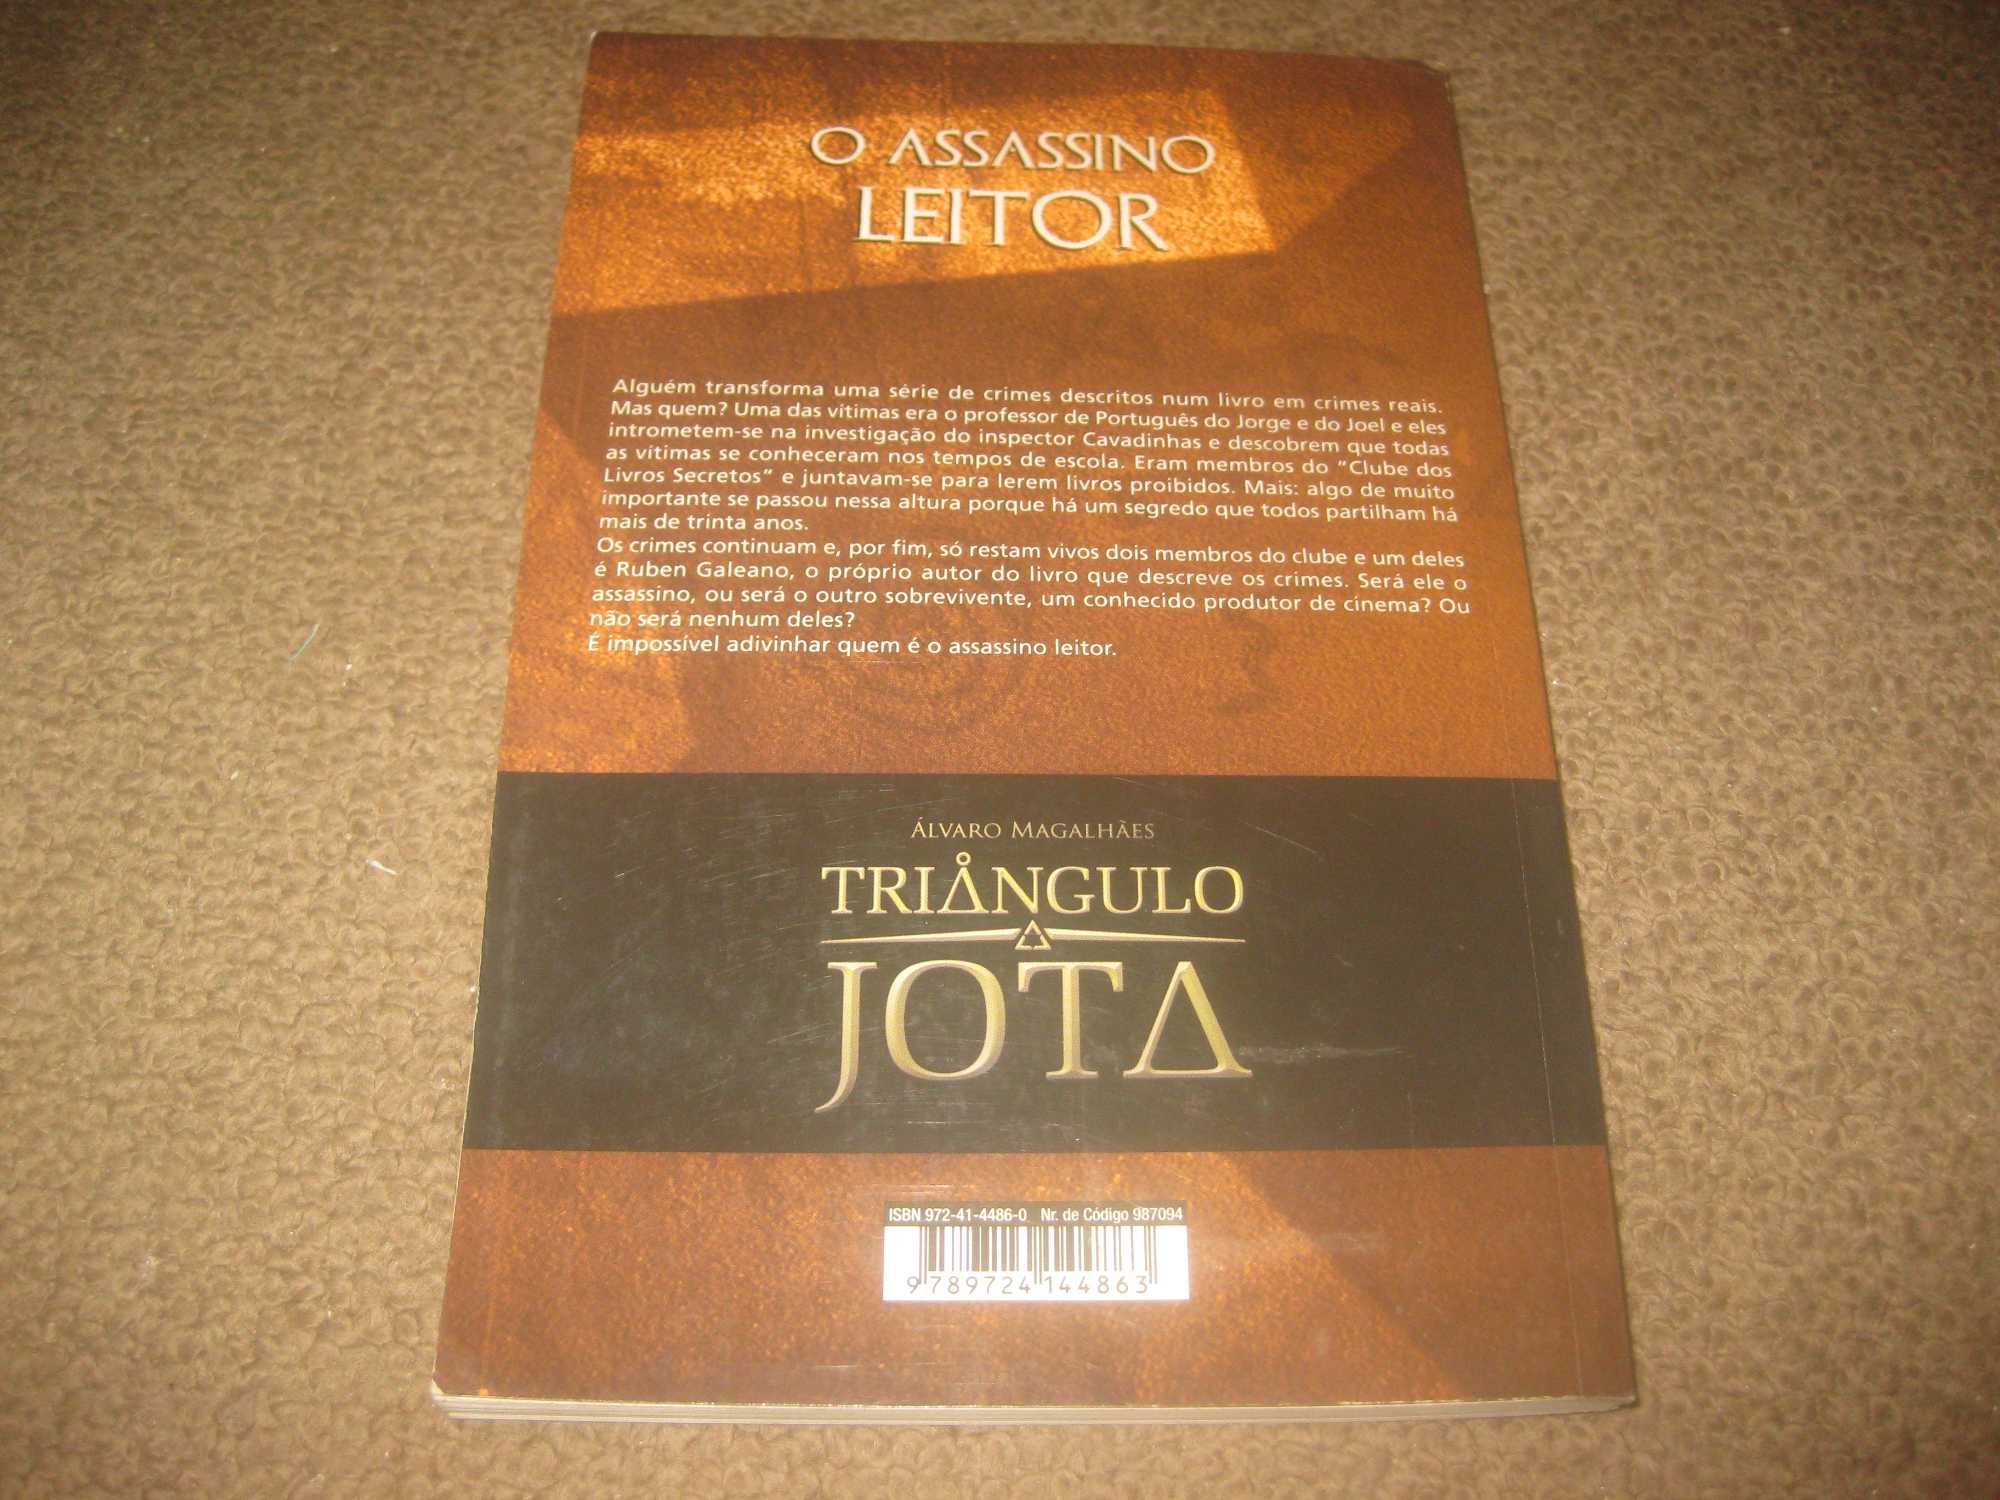 O ASSASSINO
LEITOR
Alguém transforma uma série de crimes descritos num livro em crimes reais.
Mas quem? Uma das vítimas era o professor de Português do Jorge e do Joel e eles
intrometem-se na investigação do inspector Cavadinhas e descobrem que todas
as vítimas se conheceram nos tempos de escola. Eram membros do "Clube dos
Livros Secretos" e juntavam-se para lerem livros proibidos. Mais: algo de muito
importante se passou nessa altura porque há um segredo que todos partilham há
mais de trinta anos.
Os crimes continuam e, por fim, só restam vivos dois membros do clube e um deles
é Ruben Galeano, o próprio autor do livro que descreve os crimes. Será ele o
assassino, ou será o outro sobrevivente, um conhecido produtor de cinema? Ou
não será nenhum deles?
É impossível adivinhar quem é o assassino leitor.
ÁLVARO MAGALHÃES
TRIÂNGULO
JOTA
ISBN 972-41-4486-0 Nr. de Código 987094
9 789724 144863